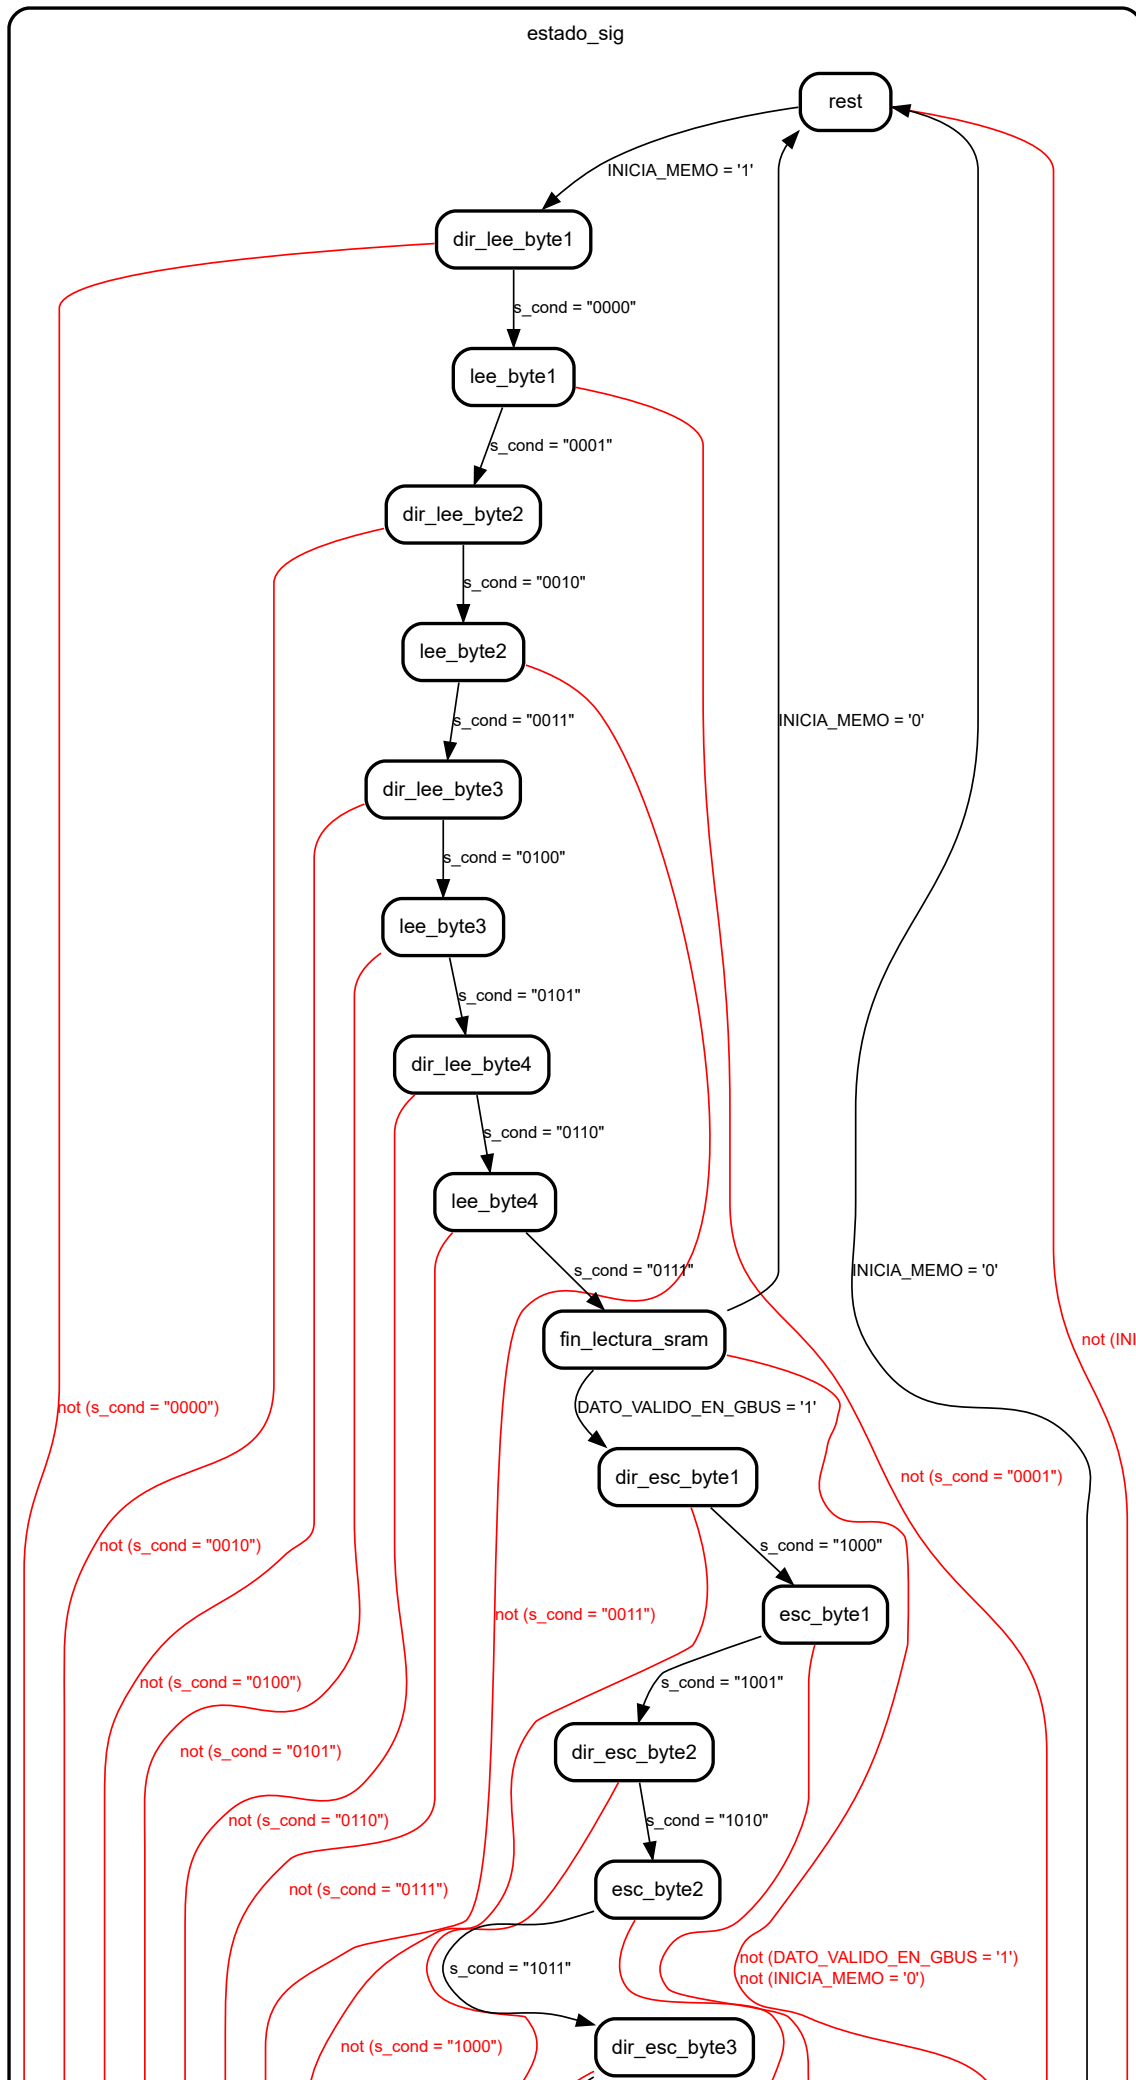 estado_sig
rest
INICIA_MEMO = '1'
dir_lee_byte1
s_cond = "0000"
lee_byte1
s_cond = "0001"
dir_lee_byte2
s_cond = "0010"
lee_byte2
s_cond = "0011"
INICIA_MEMO = '0'
dir_lee_byte3
s_cond = "0100"
lee_byte3
s_cond = "0101"
dir_lee_byte4
s_cond = "0110"
lee_byte4
s_cond = "0111"
INICIA_MEMO = '0'
fin_lectura_sram
not (INI
not (s_cond = "0000")
DATO_VALIDO_EN_GBUS = '1'
dir_esc_byte1
not (s_cond = "0001")
not (s_cond = "0010")
s_cond = "1000"
not (s_cond = "0011")
esc_byte1
not (s_cond = "0100")
s_cond = "1001"
not (s_cond = "0101")
dir_esc_byte2
not (s_cond = "0110")
s_cond = "1010"
not (s_cond = "0111")
esc_byte2
not (DATO_VALIDO_EN_GBUS = '1')
not (INICIA_MEMO = '0')
s_cond = "1011"
not (s_cond = "1000")
dir_esc_byte3